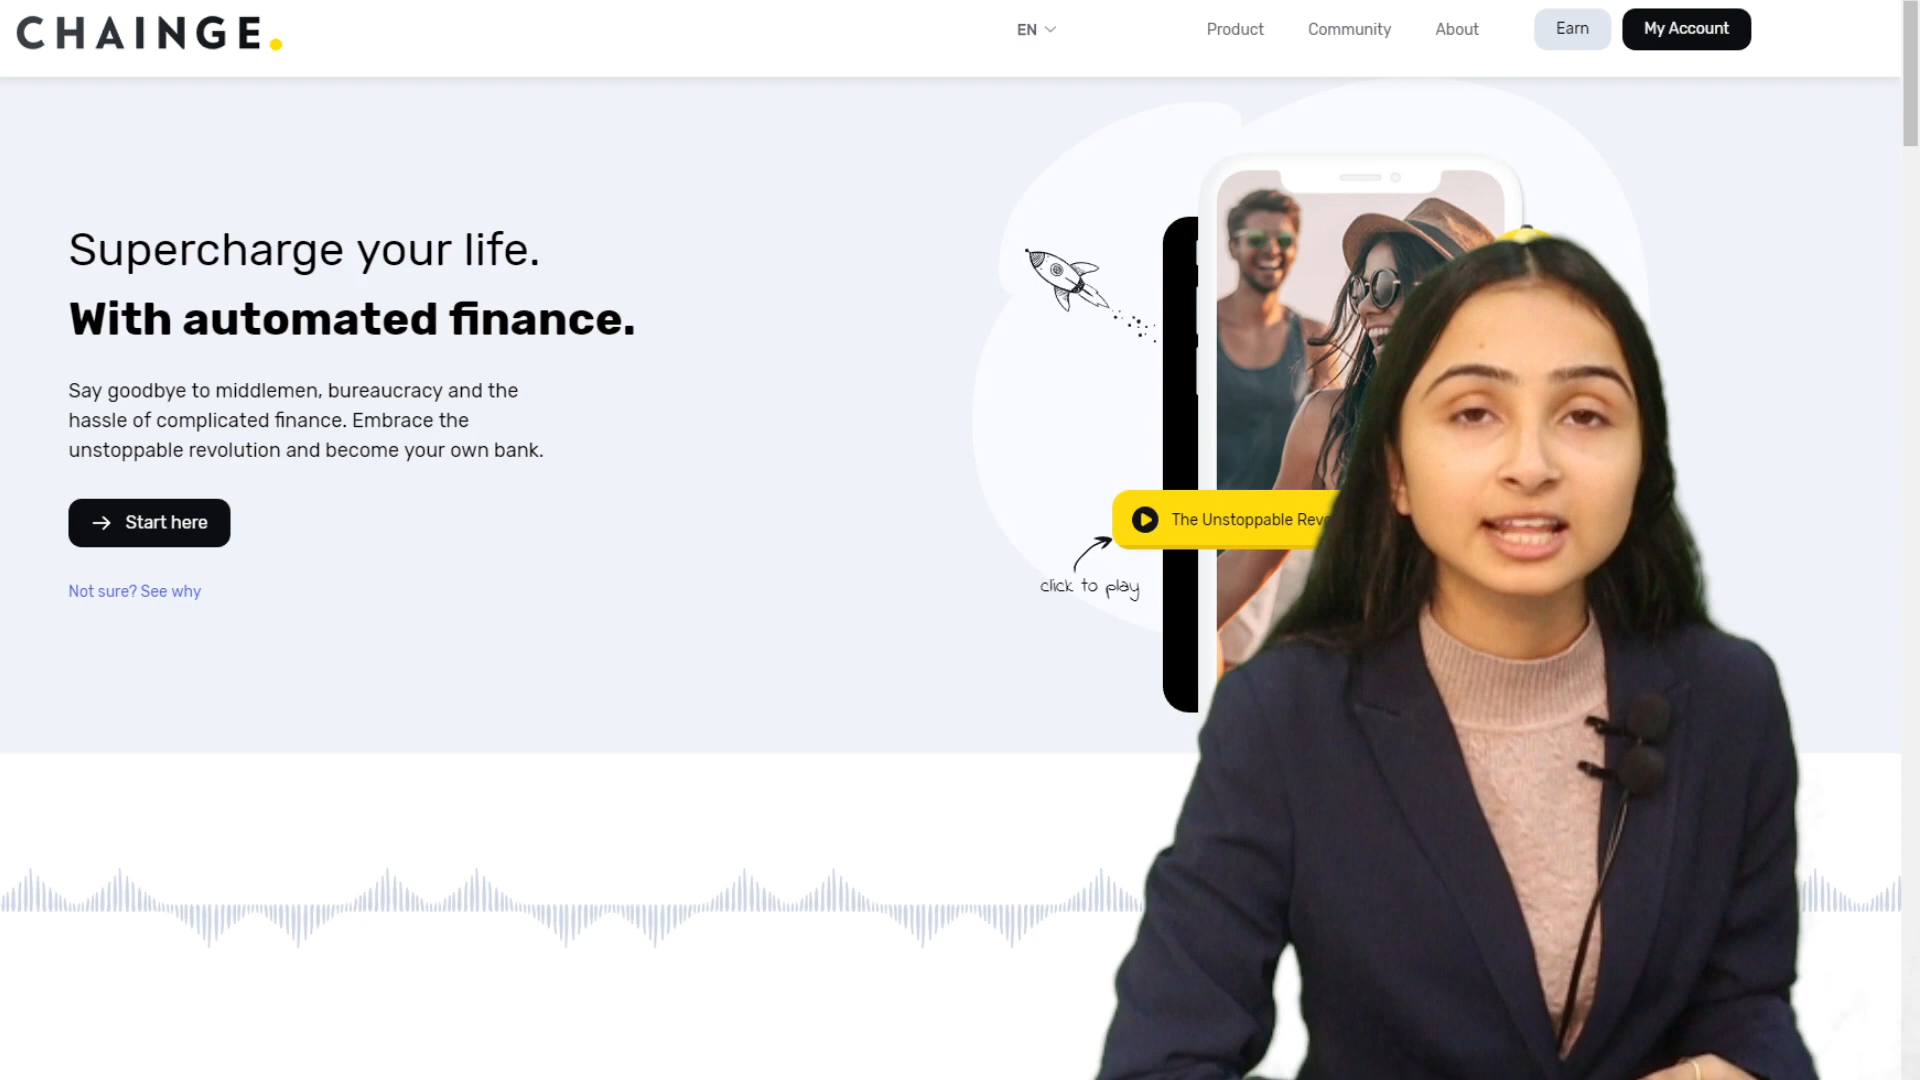 CHAINGE.
EN
Product
Community
About
Earn
My Account
Supercharge your life.
With automated finance.
Say goodbye to middlemen, bureaucracy and the
hassle of complicated finance. Embrace the
unstoppable revolution and become your own bank.
Start here
Not sure? See why
The Unstoppable
click to play